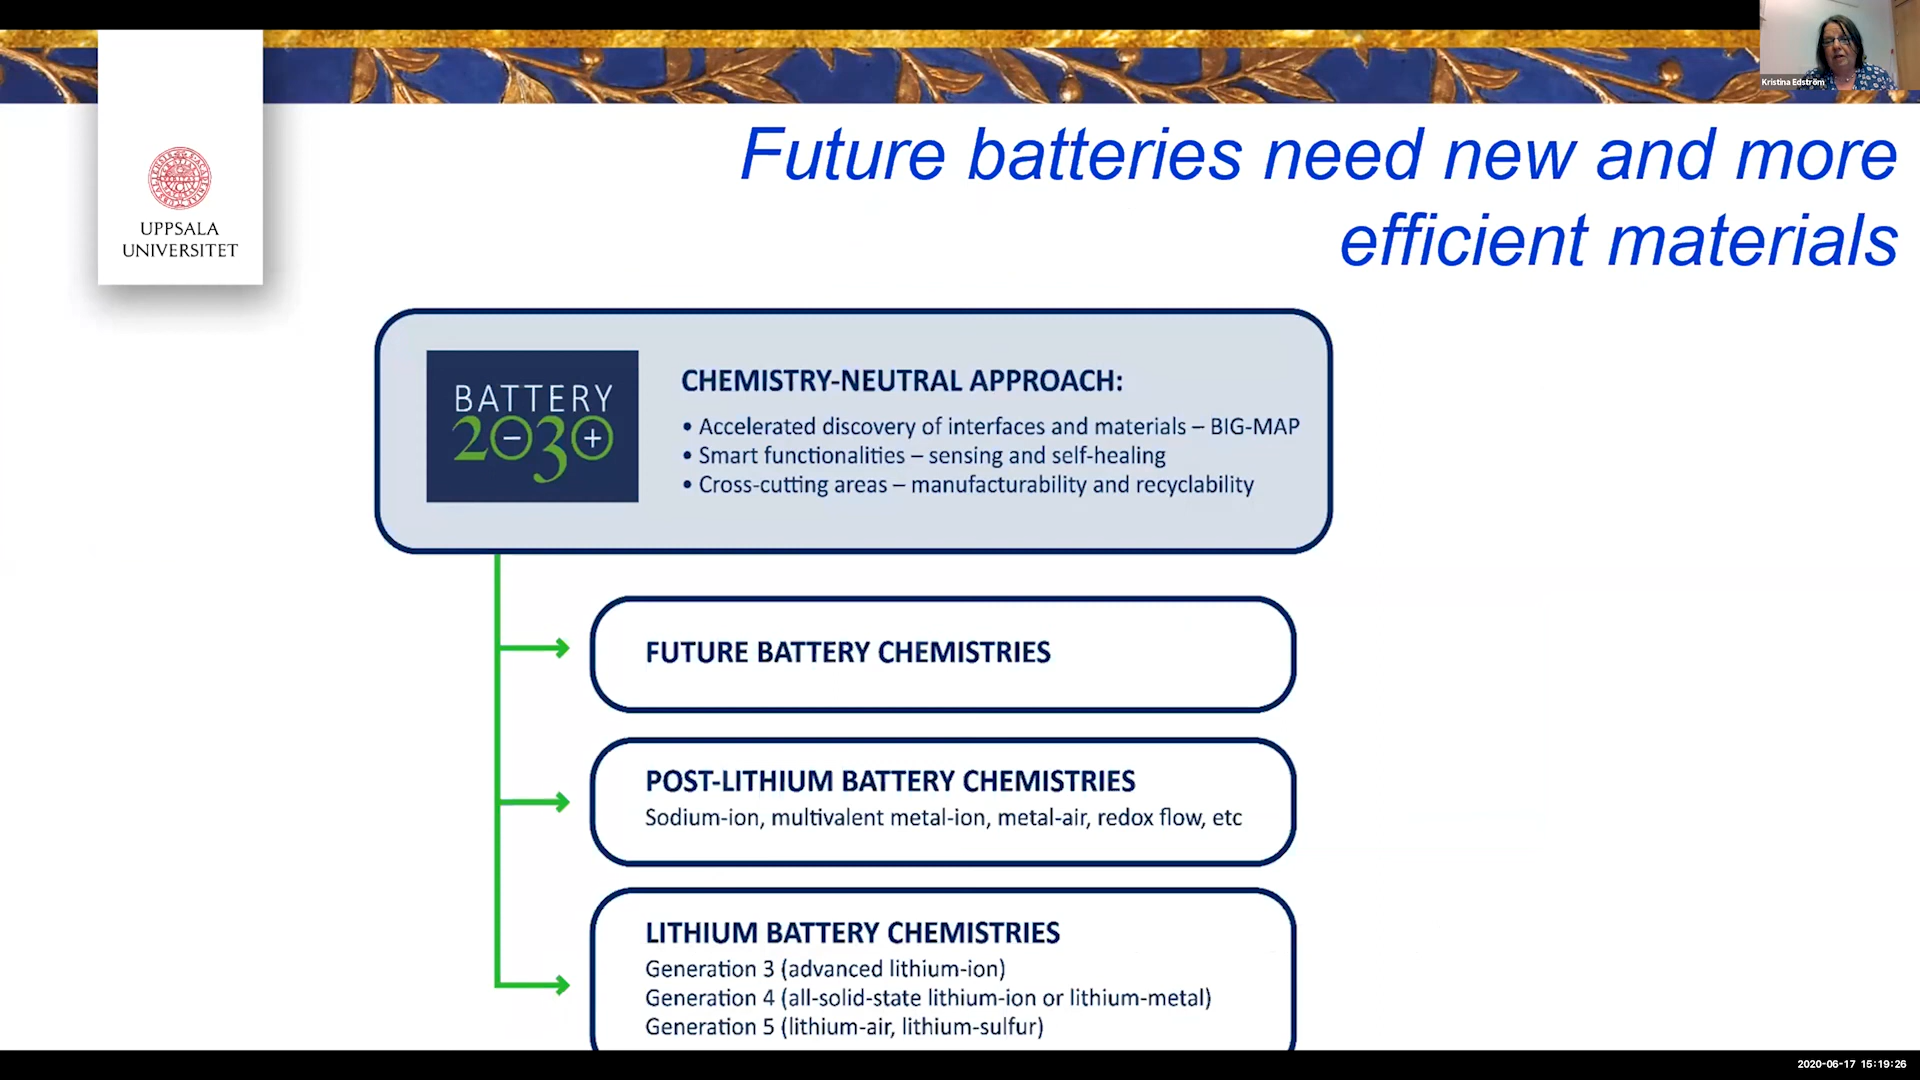 Kristina Edström
UPPSALA
UNIVERSITET
Future batteries need new and more
efficient materials
BATTERY
2030+
CHEMISTRY-NEUTRAL APPROACH:
• Accelerated discovery of interfaces and materials – BIG-MAP
• Smart functionalities – sensing and self-healing
• Cross-cutting areas – manufacturability and recyclability
FUTURE BATTERY CHEMISTRIES
POST-LITHIUM BATTERY CHEMISTRIES
Sodium-ion, multivalent metal-ion, metal-air, redox flow, etc
LITHIUM BATTERY CHEMISTRIES
Generation 3 (advanced lithium-ion)
Generation 4 (all-solid-state lithium-ion or lithium-metal)
Generation 5 (lithium-air, lithium-sulfur)
2020-06-17 15:19:26